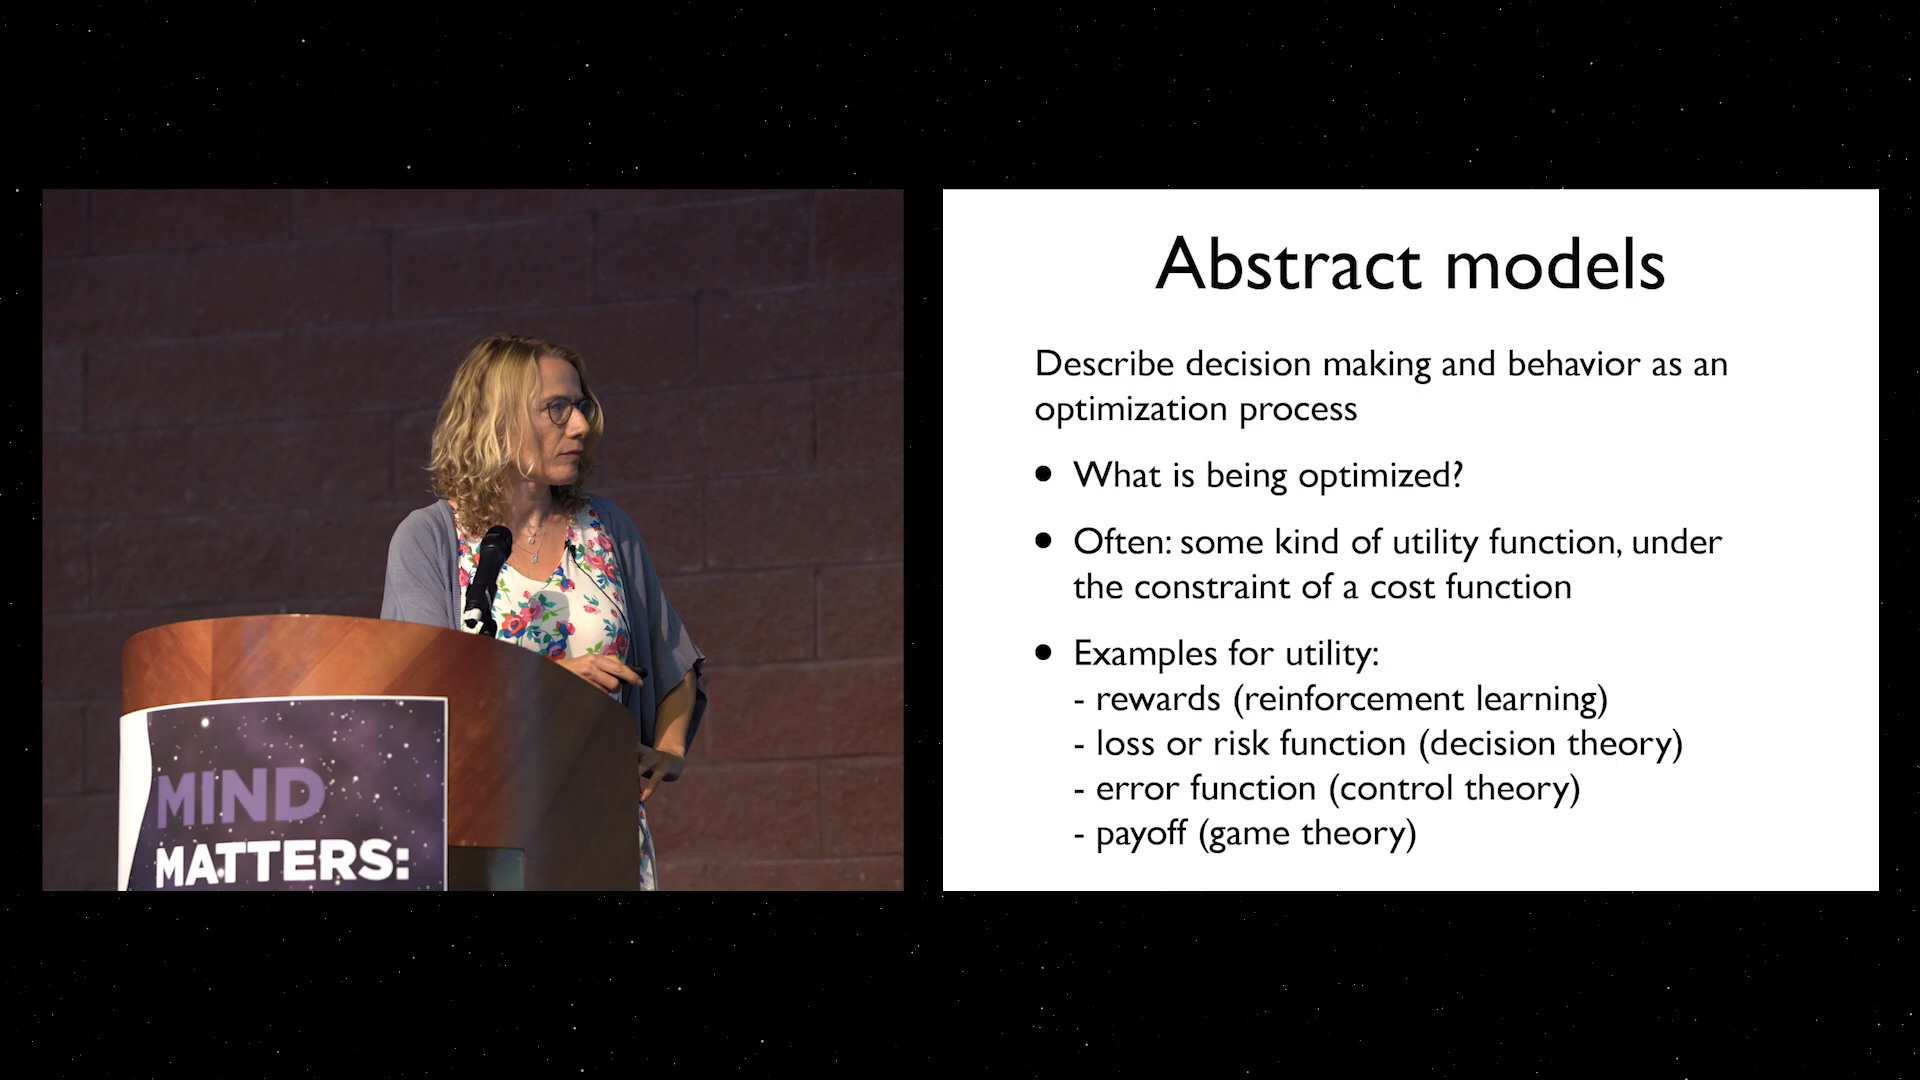 MIND
MATTERS:
Abstract models
Describe decision making and behavior as an
optimization process
• What is being optimized?
• Often: some kind of utility function, under
the constraint of a cost function
• Examples for utility:
- rewards (reinforcement learning)
- loss or risk function (decision theory)
- error function (control theory)
- payoff (game theory)